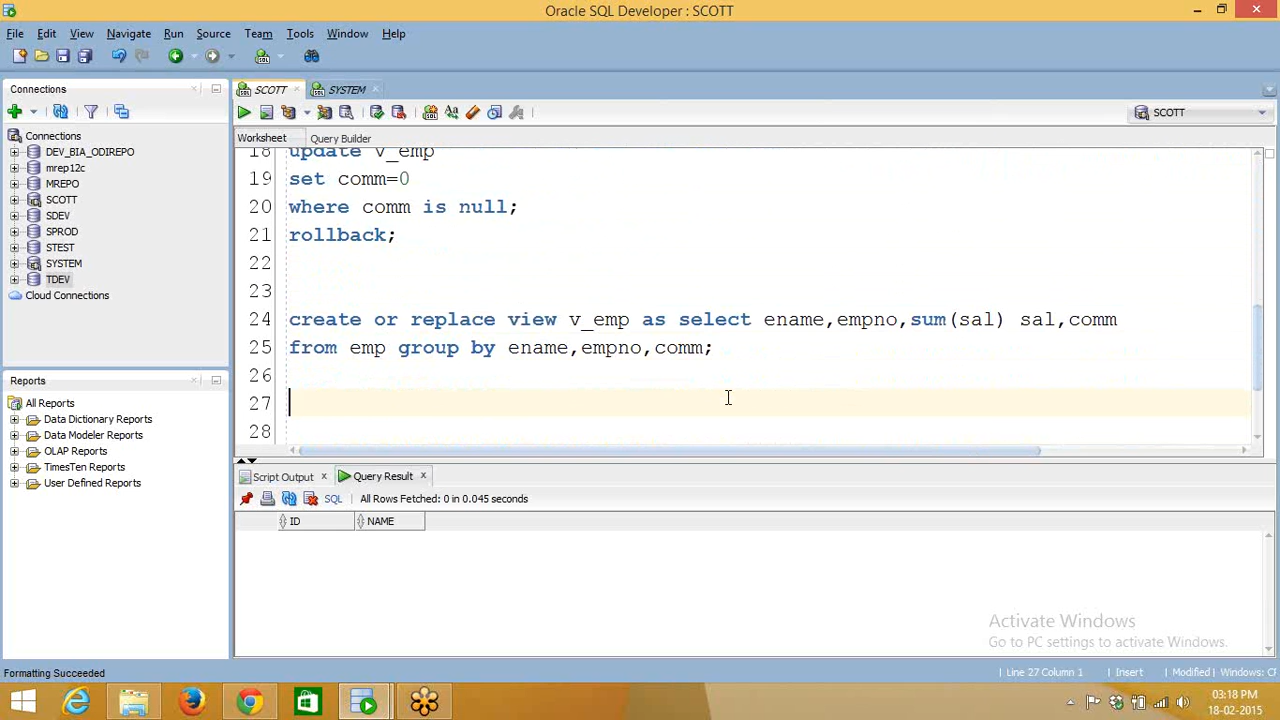 Oracle SQL Developer : SCOTT
File Edit View Navigate Run Source Team Tools Window Help
Connections
SCOTT
SYSTEM
SCOTT
Worksheet Query Builder
Connections
DEV_BIA_ODIREPO
mrep12c
MREPO
SCOTT
SDEV
SPROD
STEST
SYSTEM
TDEV
Cloud Connections
18 update v_emp
19 set comm=0
20 where comm is null;
21 rollback;
22
23
24 create or replace view v_emp as select ename,empno,sum(sal) sal,comm
25 from emp group by ename,empno,comm;
26
27
28
Reports
All Reports
Data Dictionary Reports
Data Modeler Reports
OLAP Reports
TimesTen Reports
User Defined Reports
Script Output Query Result
SQL All Rows Fetched: 0 in 0.045 seconds
ID NAME
Activate Windows
Go to PC settings to activate Windows.
Formatting Succeeded
Line 27 Column 1 Insert Modified Windows: CF
03:18 PM
18-02-2015